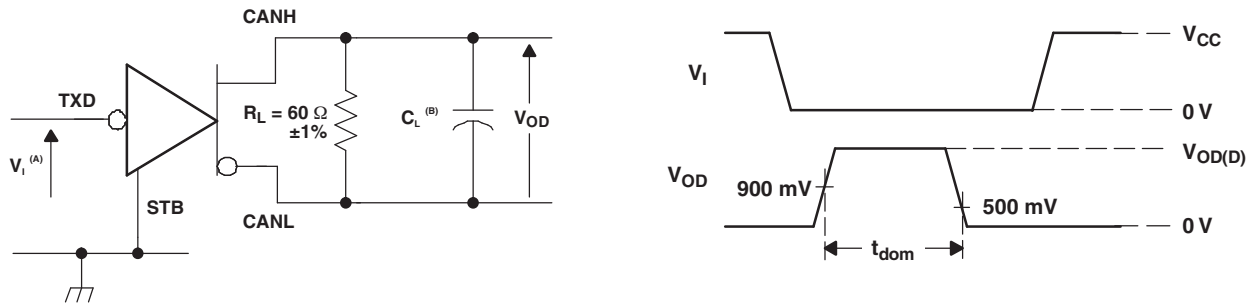 CANH
TXD
R_L = 60 Ω
±1%
C_L (B)
V_OD
V_I (A)
STB
CANL
V_I
V_CC
0 V
V_OD
900 mV
V_OD(D)
500 mV
0 V
t_dom